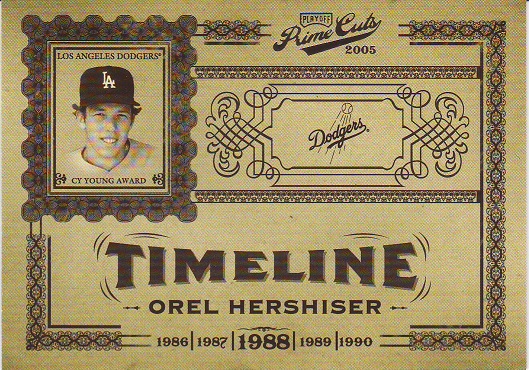 PLAYOFF
Prime Cuts
2005
LOS ANGELES DODGERS®
LA
CY YOUNG AWARD
Dodgers
TIMELINE
OREL HERSHISER
1986 | 1987 | 1988 | 1989 | 1990